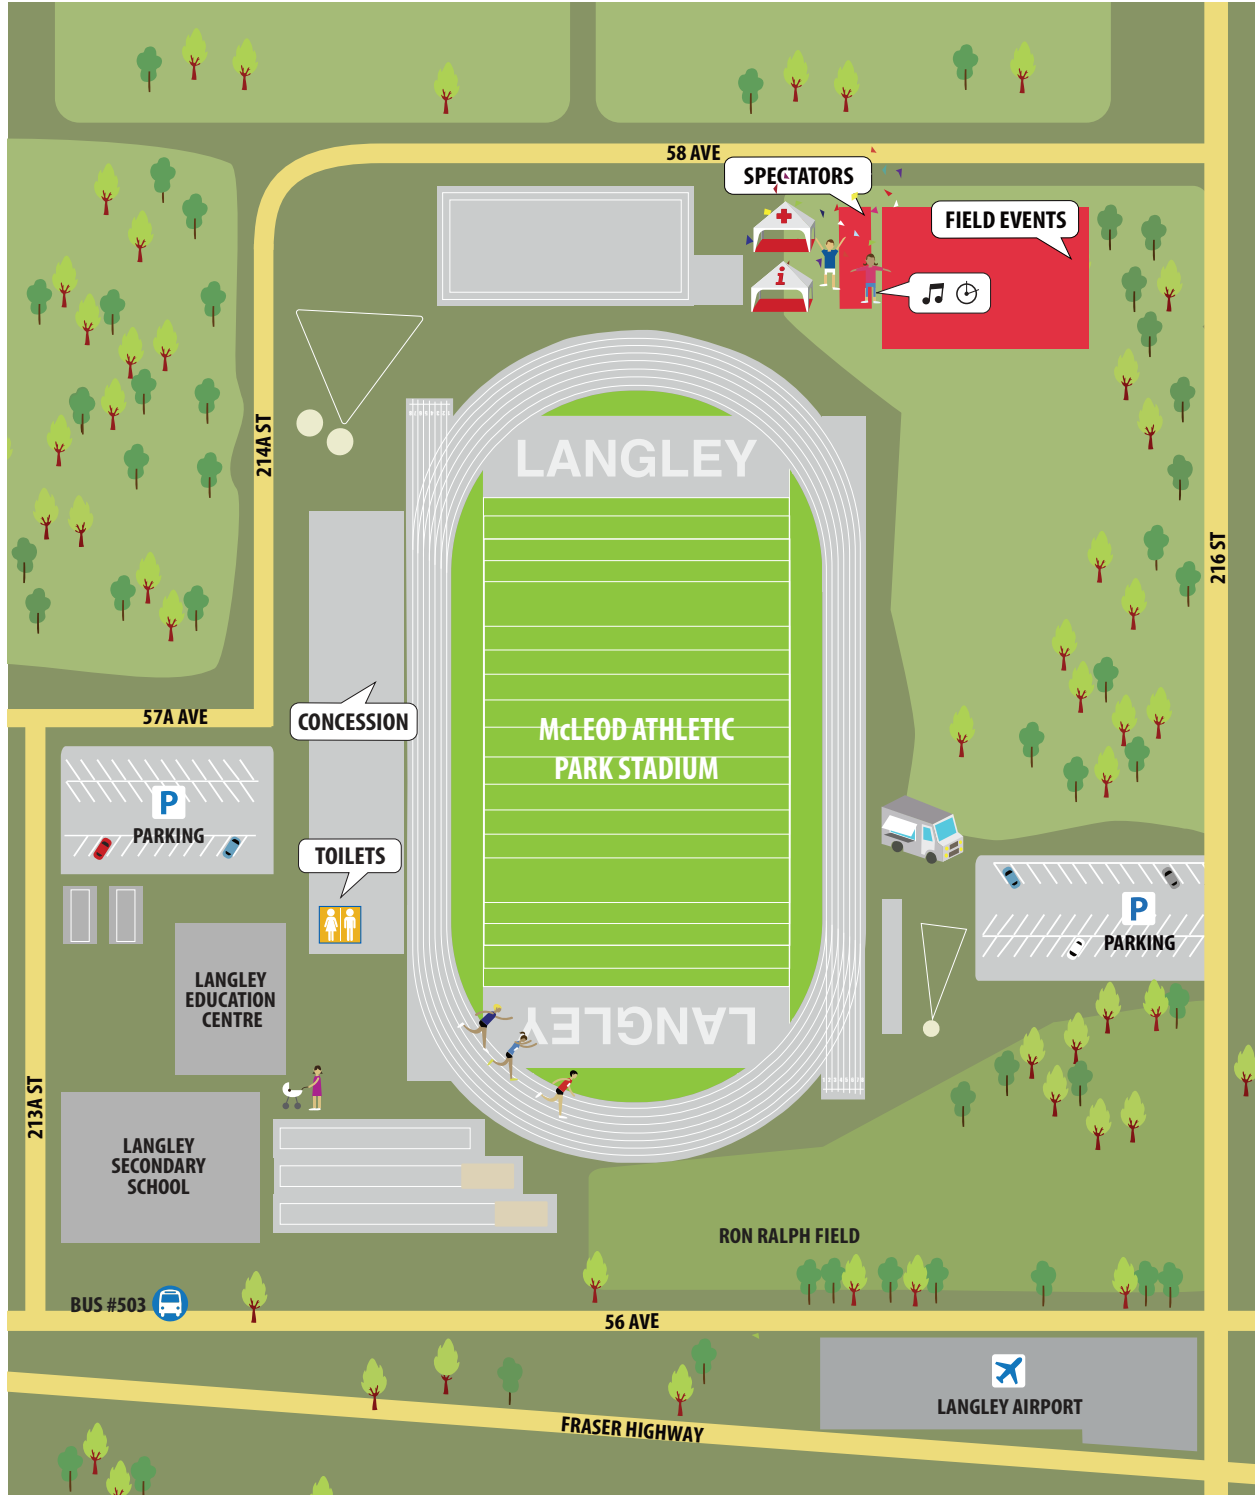 58 AVE
SPECTATORS
FIELD EVENTS
i
214A ST
LANGLEY
216 ST
57A AVE
CONCESSION
McLEOD ATHLETIC
PARK STADIUM
P
PARKING
TOILETS
P
PARKING
LANGLEY
EDUCATION
CENTRE
LANGLEY
213A ST
LANGLEY
SECONDARY
SCHOOL
RON RALPH FIELD
BUS #503
56 AVE
LANGLEY AIRPORT
FRASER HIGHWAY